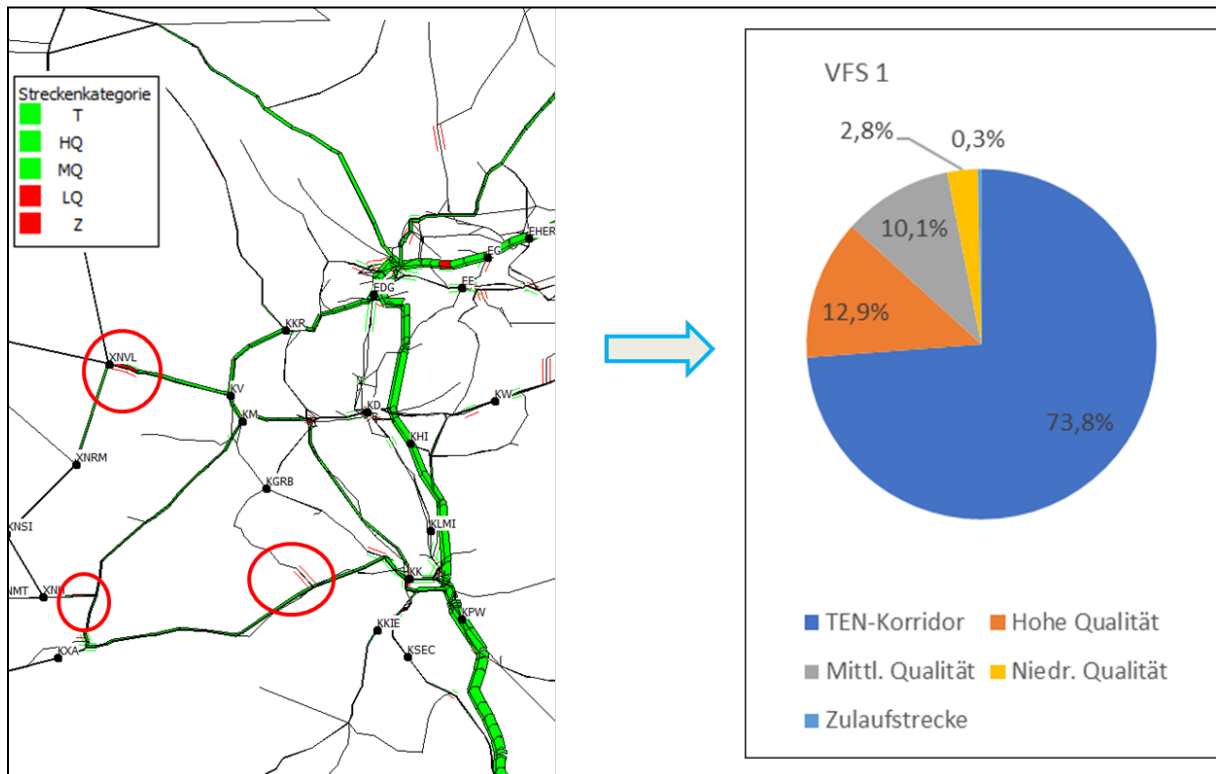 Streckenkategorie
T
HQ
MQ
LQ
Z
EHER
EG
EE
EDG
KKR
XNVL
KV
KM
KD
KW
KHI
XNRM
KGRB
XNSI
KLMI
KK
NMT
KPW
KKIE
KXA
KSEC
VFS 1
2,8%
0,3%
10,1%
12,9%
73,8%
TEN-Korridor
Hohe Qualität
Mittl. Qualität
Niedr. Qualität
Zulaufstrecke